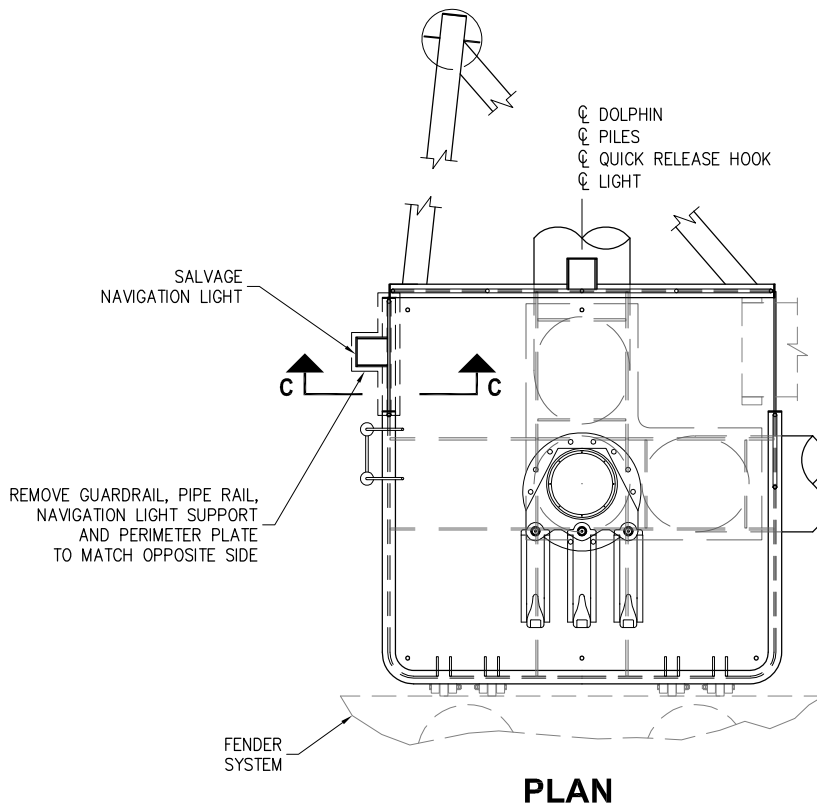 ℄ DOLPHIN
℄ PILES
℄ QUICK RELEASE HOOK
℄ LIGHT
SALVAGE
NAVIGATION LIGHT
C
C
REMOVE GUARDRAIL, PIPE RAIL,
NAVIGATION LIGHT SUPPORT
AND PERIMETER PLATE
TO MATCH OPPOSITE SIDE
FENDER
SYSTEM
PLAN